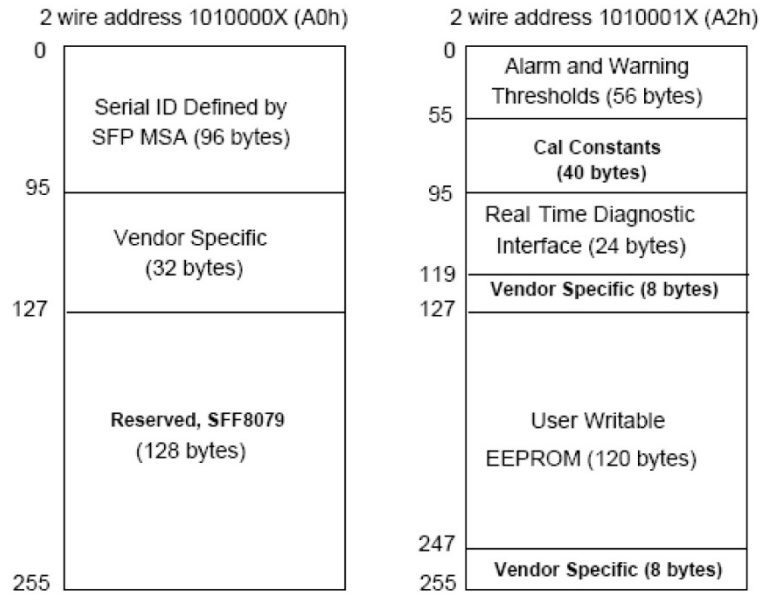 2 wire address 1010000X (A0h)
0
Serial ID Defined by
SFP MSA (96 bytes)
95
Vendor Specific
(32 bytes)
127
Reserved, SFF8079
(128 bytes)
255
2 wire address 1010001X (A2h)
0
Alarm and Warning
Thresholds (56 bytes)
55
Cal Constants
(40 bytes)
95
Real Time Diagnostic
Interface (24 bytes)
119
Vendor Specific (8 bytes)
127
User Writable
EEPROM (120 bytes)
247
Vendor Specific (8 bytes)
255